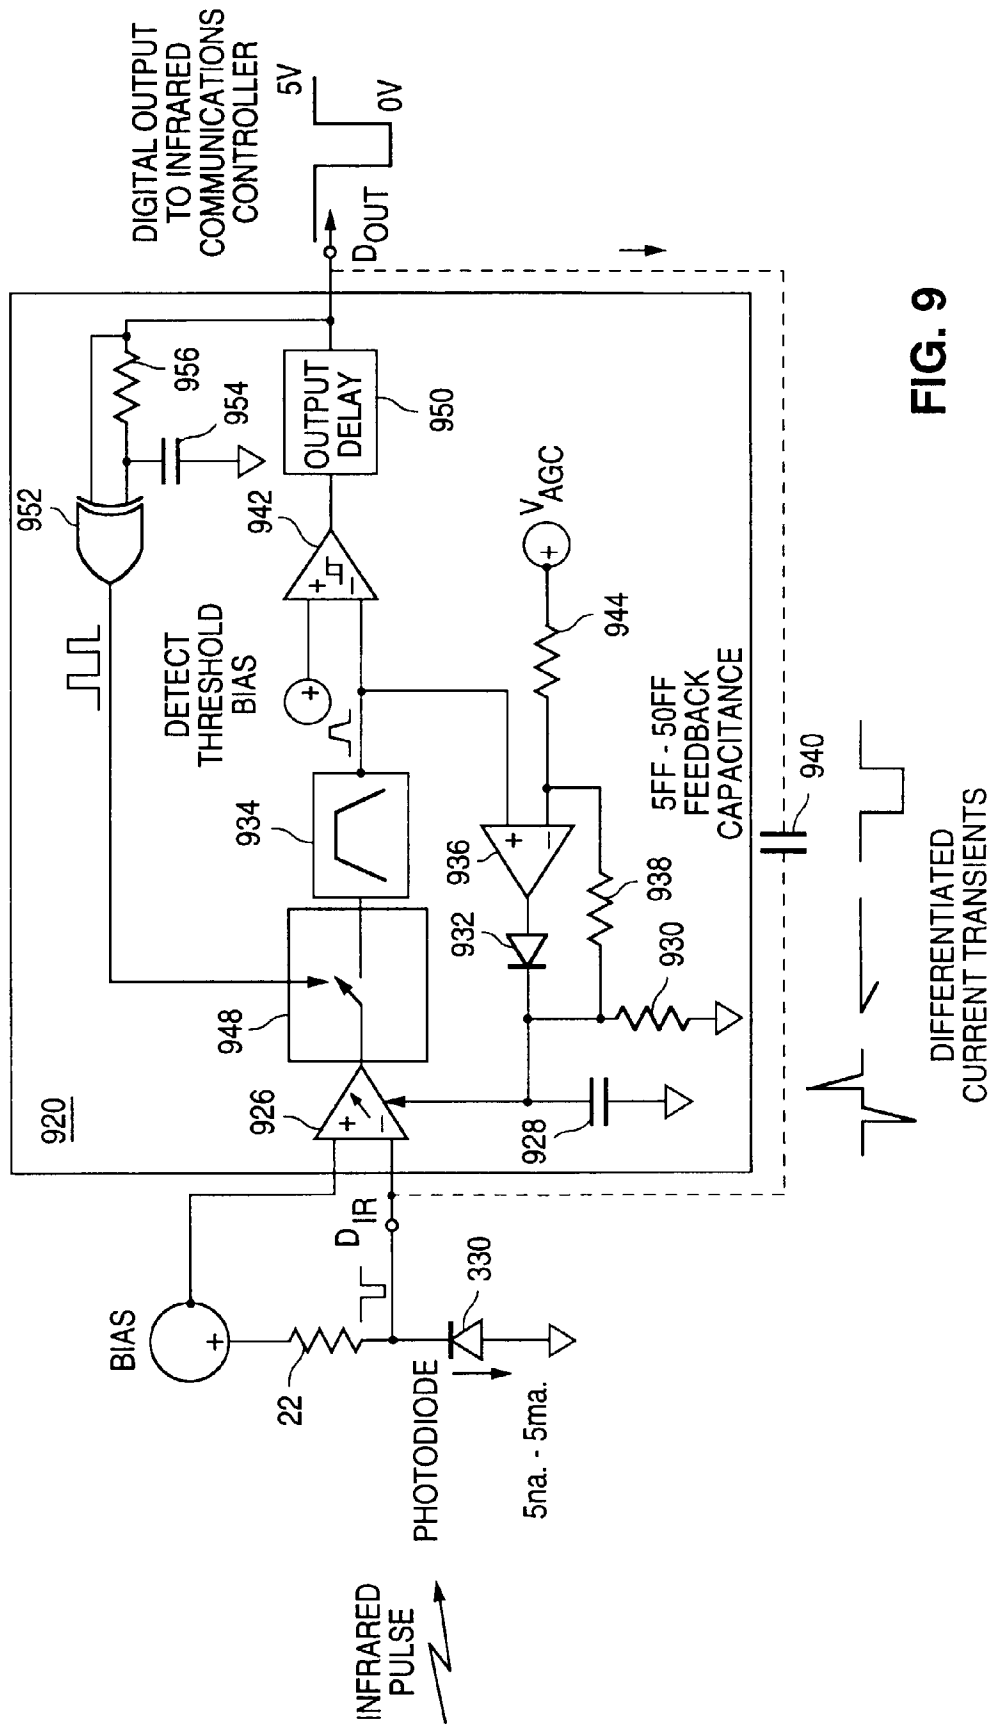 DIGITAL OUTPUT
TO INFRARED
COMMUNICATIONS
CONTROLLER
5V
0V
DOUT
920
952
956
954
DETECT
THRESHOLD
BIAS
942
OUTPUT
DELAY
950
934
948
926
+
−
+
−
+
VAGC
+
944
936
+
−
932
938
930
928
5FF - 50FF
FEEDBACK
CAPACITANCE
940
BIAS
+
22
DIR
330
PHOTODIODE
5na. - 5ma.
INFRARED
PULSE
DIFFERENTIATED
CURRENT TRANSIENTS
FIG. 9